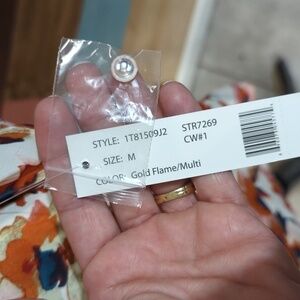 STYLE: 1T81509J2 STR7269
CW#1
SIZE: M
COLOR: Gold Flame/Multi